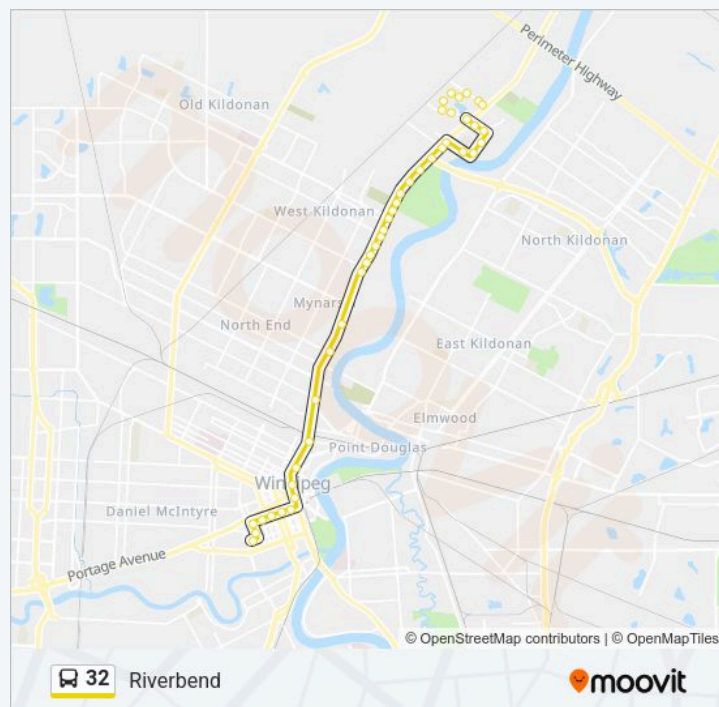 Perimeter Highway
Old Kildonan
West Kildonan
North Kildonan
Mynars
North End
East Kildonan
Elmwood
Point Douglas
Winnipeg
Daniel McIntyre
Portage Avenue
© OpenStreetMap contributors | © OpenMapTiles
32 Riverbend
moovit